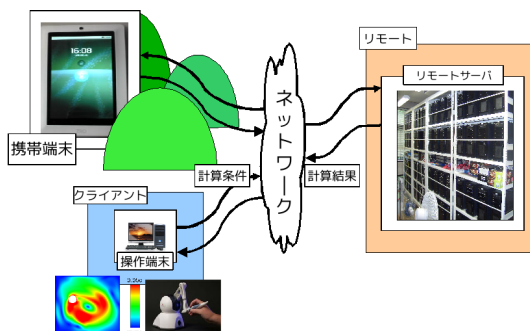 16:08
携帯端末
ネットワーク
リモート
リモートサーバ
計算条件
計算結果
クライアント
操作端末